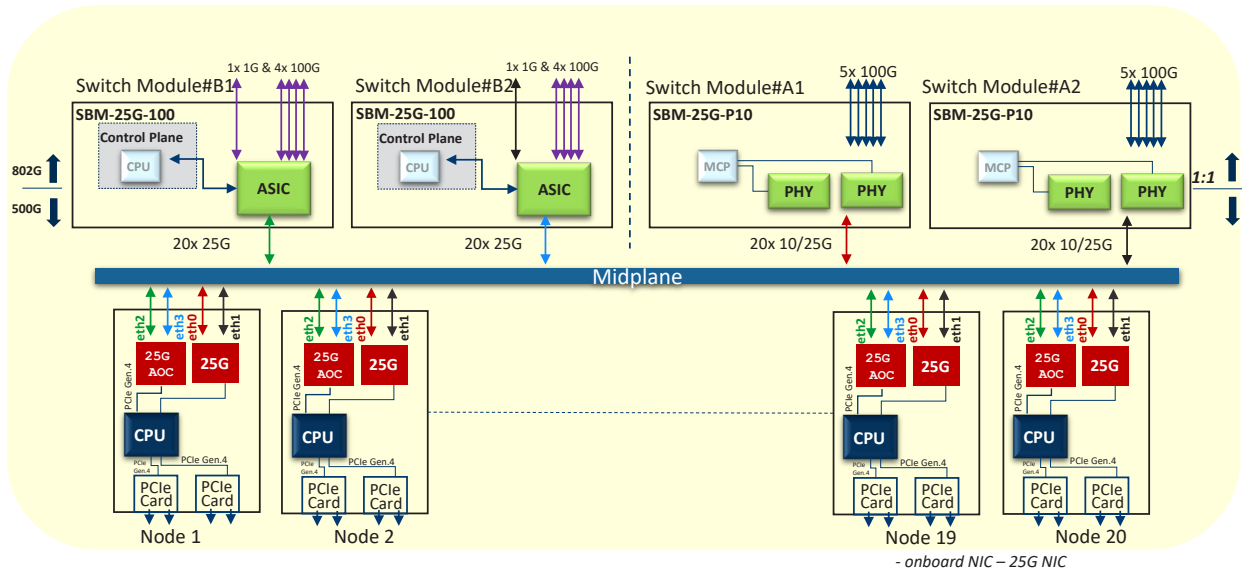 Switch Module#B1
1x 1G & 4x 100G
SBM-25G-100
Control Plane
CPU
ASIC
20x 25G
Switch Module#B2
1x 1G & 4x 100G
SBM-25G-100
Control Plane
CPU
ASIC
20x 25G
Switch Module#A1
5x 100G
SBM-25G-P10
MCP
PHY
PHY
20x 10/25G
Switch Module#A2
5x 100G
SBM-25G-P10
MCP
PHY
PHY
20x 10/25G
802G
500G
1:1
Midplane
eth2
eth3
eth0
eth1
25G
AOC
25G
PCIe Gen.4
CPU
PCIe
Gen.4
PCIe Gen.4
PCIe
Card
PCIe
Card
Node 1
eth2
eth3
eth0
eth1
25G
AOC
25G
PCIe Gen.4
CPU
PCIe
Gen.4
PCIe Gen.4
PCIe
Card
PCIe
Card
Node 2
eth2
eth3
eth0
eth1
25G
AOC
25G
PCIe Gen.4
CPU
PCIe
Gen.4
PCIe Gen.4
PCIe
Card
PCIe
Card
Node 19
eth2
eth3
eth0
eth1
25G
AOC
25G
PCIe Gen.4
CPU
PCIe
Gen.4
PCIe Gen.4
PCIe
Card
PCIe
Card
Node 20
- onboard NIC – 25G NIC